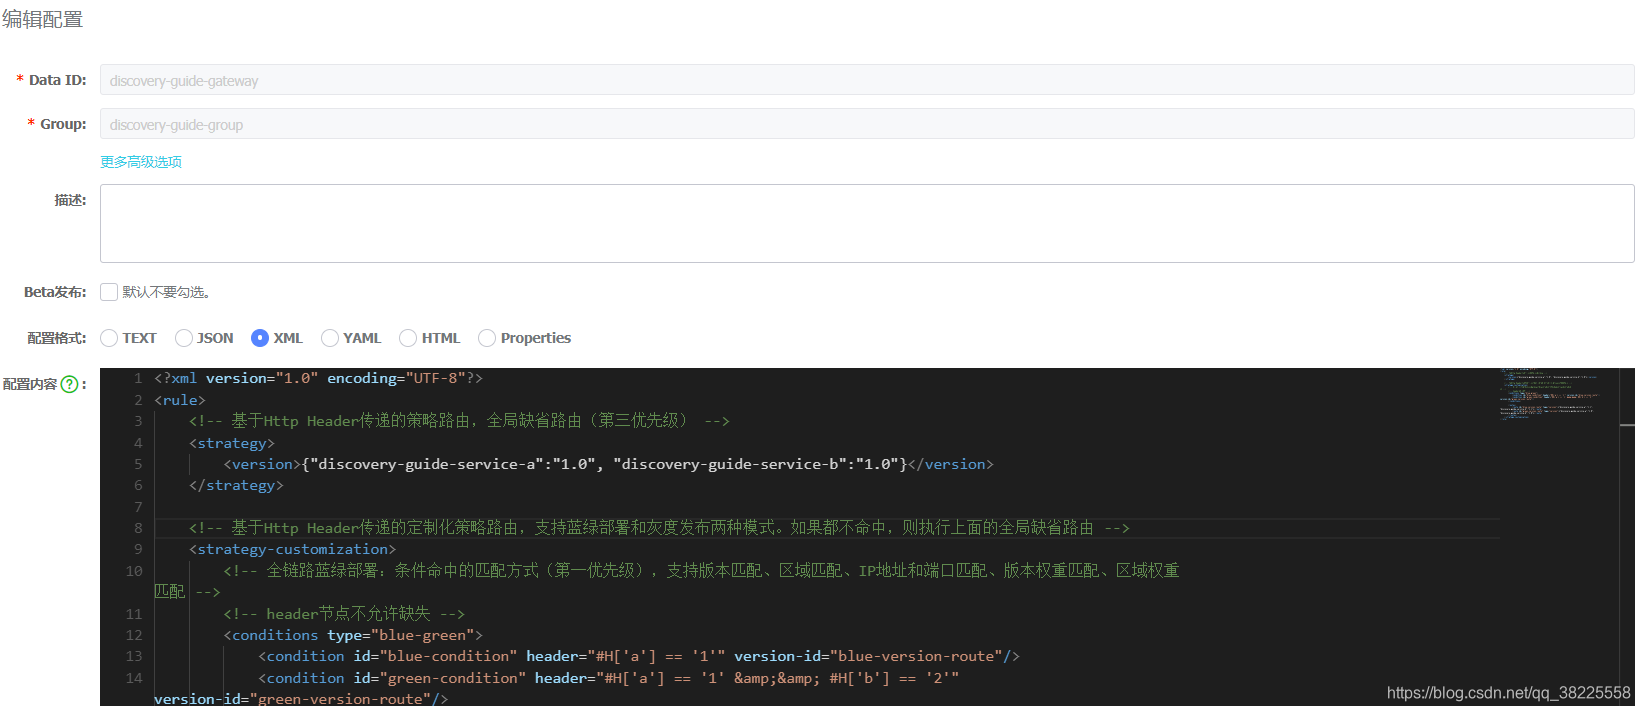 编辑配置
* Data ID: discovery-guide-gateway
* Group: discovery-guide-group
更多高级选项
描述:
Beta发布: 默认不要勾选。
配置格式: TEXT JSON XML YAML HTML Properties
配置内容 ? :
1 <?xml version="1.0" encoding="UTF-8"?>
2 <rule>
3 <!-- 基于Http Header传递的策略路由，全局缺省路由（第三优先级） -->
4 <strategy>
5 <version>{"discovery-guide-service-a":"1.0", "discovery-guide-service-b":"1.0"}</version>
6 </strategy>
7
8 <!-- 基于Http Header传递的定制化策略路由，支持蓝绿部署和灰度发布两种模式。如果都不命中，则执行上面的全局缺省路由 -->
9 <strategy-customization>
10 <!-- 全链路蓝绿部署：条件命中的匹配方式（第一优先级），支持版本匹配、区域匹配、IP地址和端口匹配、版本权重匹配、区域权重
匹配 -->
11 <!-- header节点不允许缺失 -->
12 <conditions type="blue-green">
13 <condition id="blue-condition" header="#H['a'] == '1'" version-id="blue-version-route"/>
14 <condition id="green-condition" header="#H['a'] == '1' &amp;&amp; #H['b'] == '2'"
version-id="green-version-route"/>
https://blog.csdn.net/qq_38225558